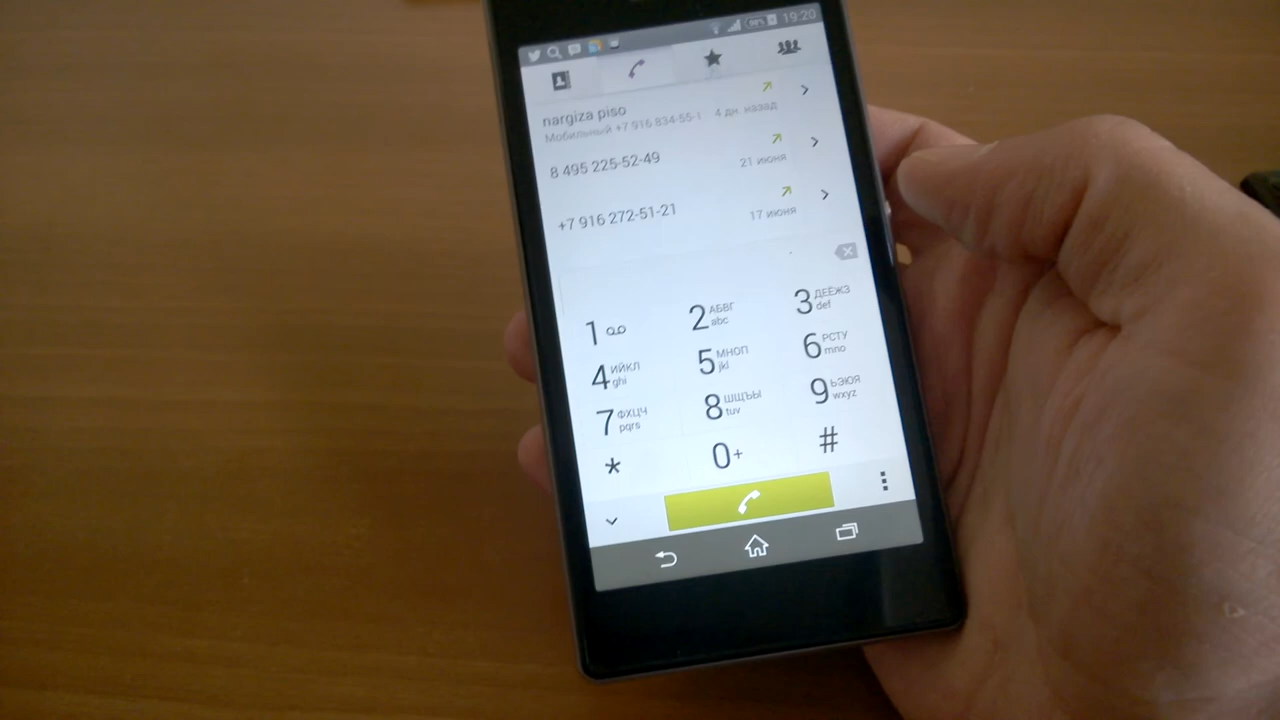 98% 19:20
nargiza piso
Мобильный +7 916 834-55-1 4 дн. назад
8 495 225-52-49
21 июня
+7 916 272-51-21
17 июня
1 2 АБВГ abc 3 ДЕЁЖЗ def
4 ИЙКЛ ghi 5 МНОП jkl 6 РСТУ mno
7 ФХЦЧ pqrs 8 ШЩЪЫ tuv 9 ЬЭЮЯ wxyz
* 0+ #